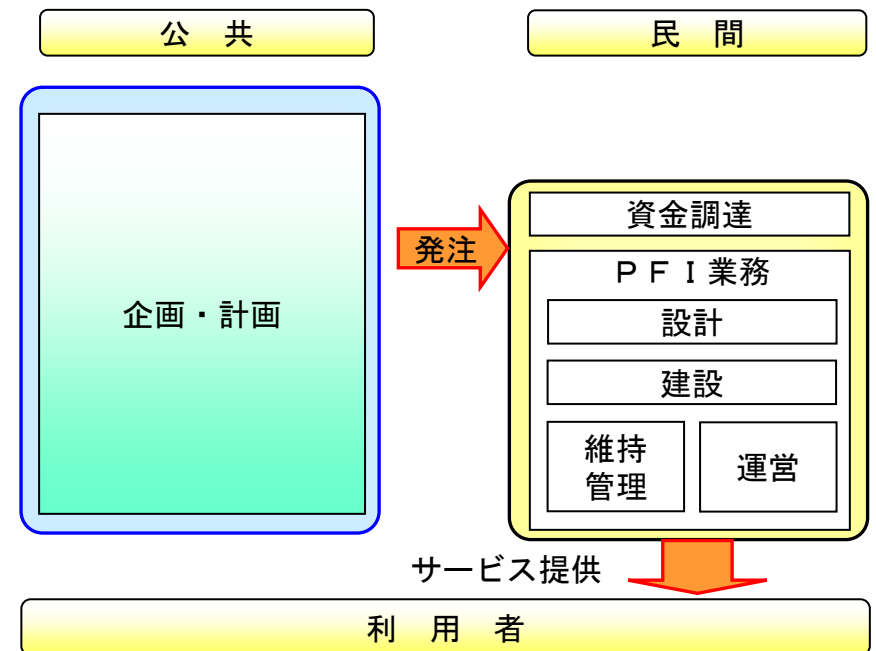 公　共
民　間
企画・計画
発注
資金調達
ＰＦＩ業務
設計
建設
維持
管理
運営
サービス提供
利　用　者